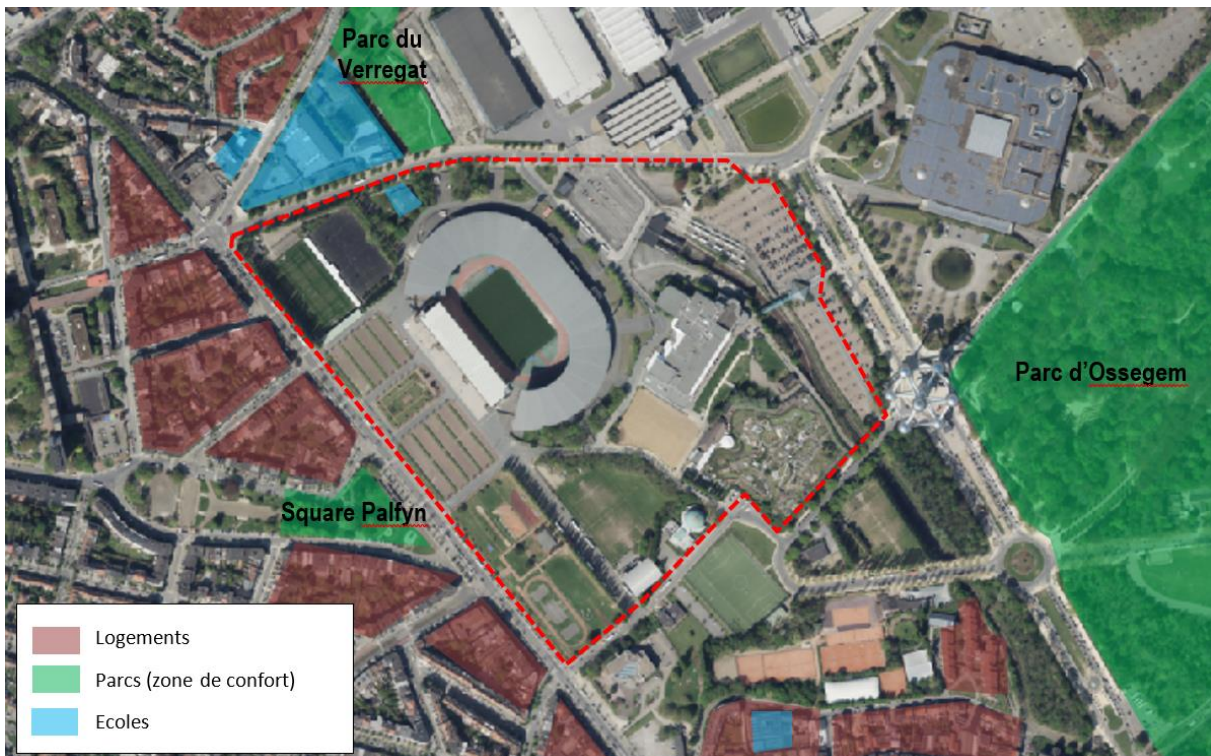 Parc du
Verregat
Parc d'Ossegem
Square Palfyn
Logements
Parcs (zone de confort)
Ecoles